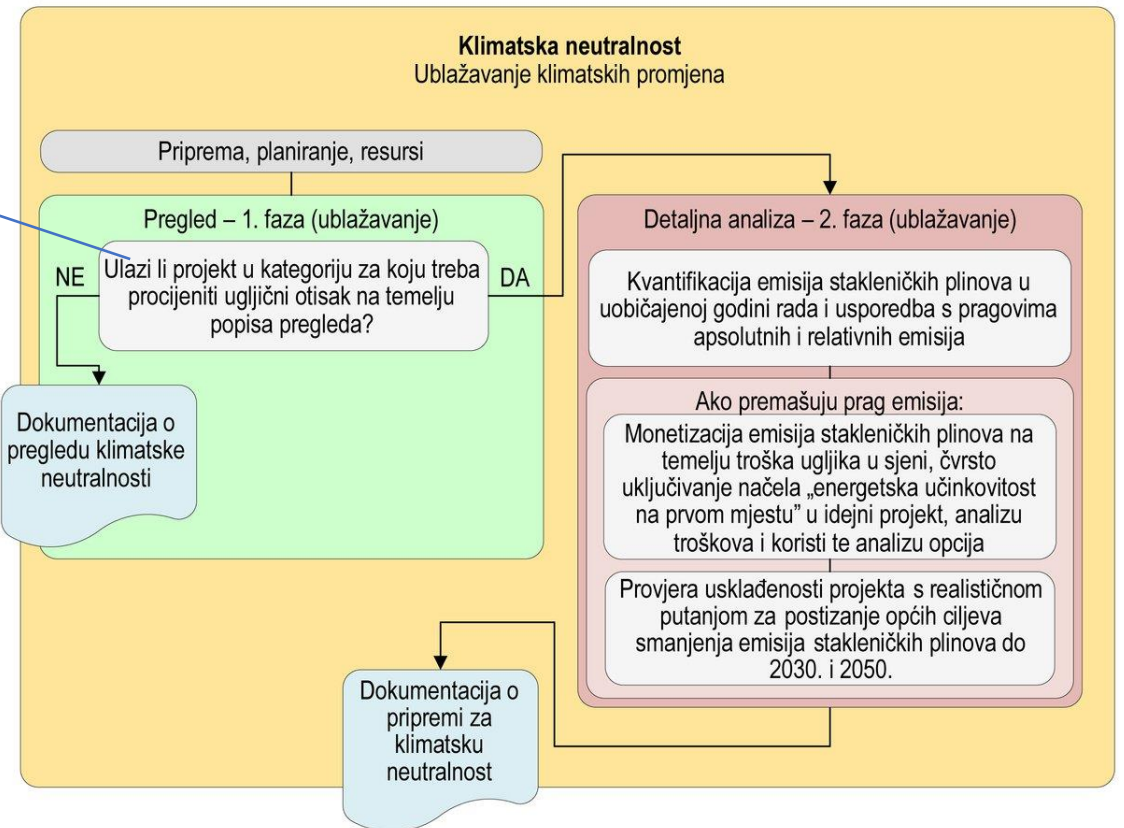 Klimatska neutralnost
Ublažavanje klimatskih promjena
Priprema, planiranje, resursi
Pregled – 1. faza (ublažavanje)
NE
Ulazi li projekt u kategoriju za koju treba
procijeniti ugljični otisak na temelju
popisa pregleda?
DA
Dokumentacija o
pregledu klimatske
neutralnosti
Detaljna analiza – 2. faza (ublažavanje)
Kvantifikacija emisija stakleničkih plinova u
uobičajenoj godini rada i usporedba s pragovima
apsolutnih i relativnih emisija
Ako premašuju prag emisija:
Monetizacija emisija stakleničkih plinova na
temelju troška ugljika u sjeni, čvrsto
uključivanje načela „energetska učinkovitost
na prvom mjestu” u idejni projekt, analizu
troškova i koristi te analizu opcija
Provjera usklađenosti projekta s realističnom
putanjom za postizanje općih ciljeva
smanjenja emisija stakleničkih plinova do
2030. i 2050.
Dokumentacija o
pripremi za
klimatsku
neutralnost